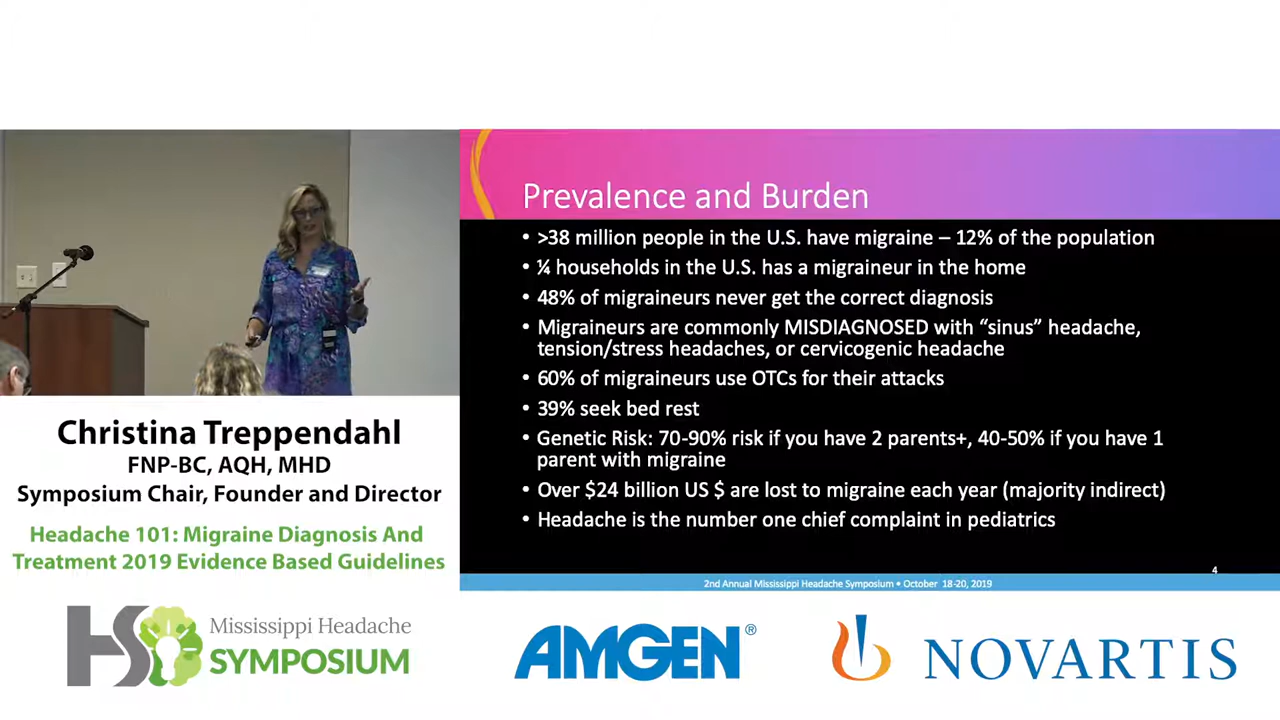 Prevalence and Burden
• >38 million people in the U.S. have migraine – 12% of the population
• ¼ households in the U.S. has a migraineur in the home
• 48% of migraineurs never get the correct diagnosis
• Migraineurs are commonly MISDIAGNOSED with “sinus” headache,
tension/stress headaches, or cervicogenic headache
• 60% of migraineurs use OTCs for their attacks
• 39% seek bed rest
• Genetic Risk: 70-90% risk if you have 2 parents+, 40-50% if you have 1
parent with migraine
• Over $24 billion US $ are lost to migraine each year (majority indirect)
• Headache is the number one chief complaint in pediatrics
4
2nd Annual Mississippi Headache Symposium • October 18-20, 2019
Christina Treppendahl
FNP-BC, AQH, MHD
Symposium Chair, Founder and Director
Headache 101: Migraine Diagnosis And
Treatment 2019 Evidence Based Guidelines
HS
Mississippi Headache
SYMPOSIUM
AMGEN®
NOVARTIS